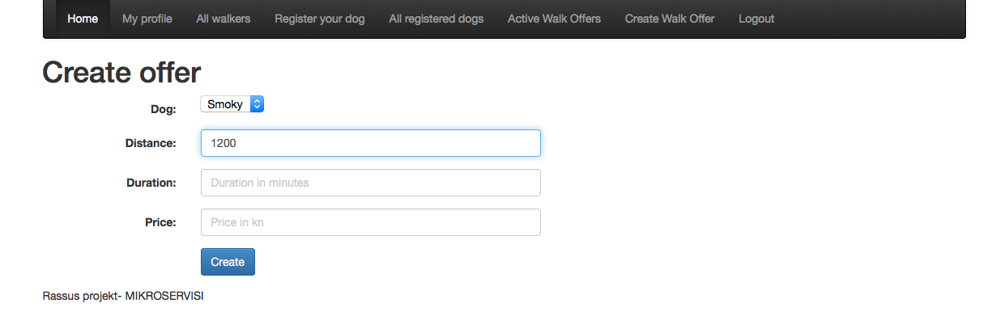 Home My profile All walkers Register your dog All registered dogs Active Walk Offers Create Walk Offer Logout
Create offer
Dog: Smoky
Distance: 1200
Duration: Duration in minutes
Price: Price in kn
Create
Rassus projekt- MIKROSERVISI